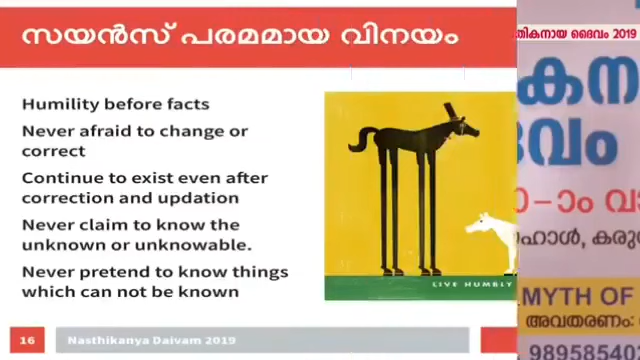 സയൻസ് പരമമായ വിനയം
Humility before facts
Never afraid to change or
correct
Continue to exist even after
correction and updation
Never claim to know the
unknown or unknowable.
Never pretend to know things
which can not be known
LIVE HUMBLY
16
Nasthikanya Daivam 2019
തികനായ ദൈവം 2019
കന
വേം
-ാം വാ
ഹാൾ, കരു
MYTH OF
അവതരണം:
989585402